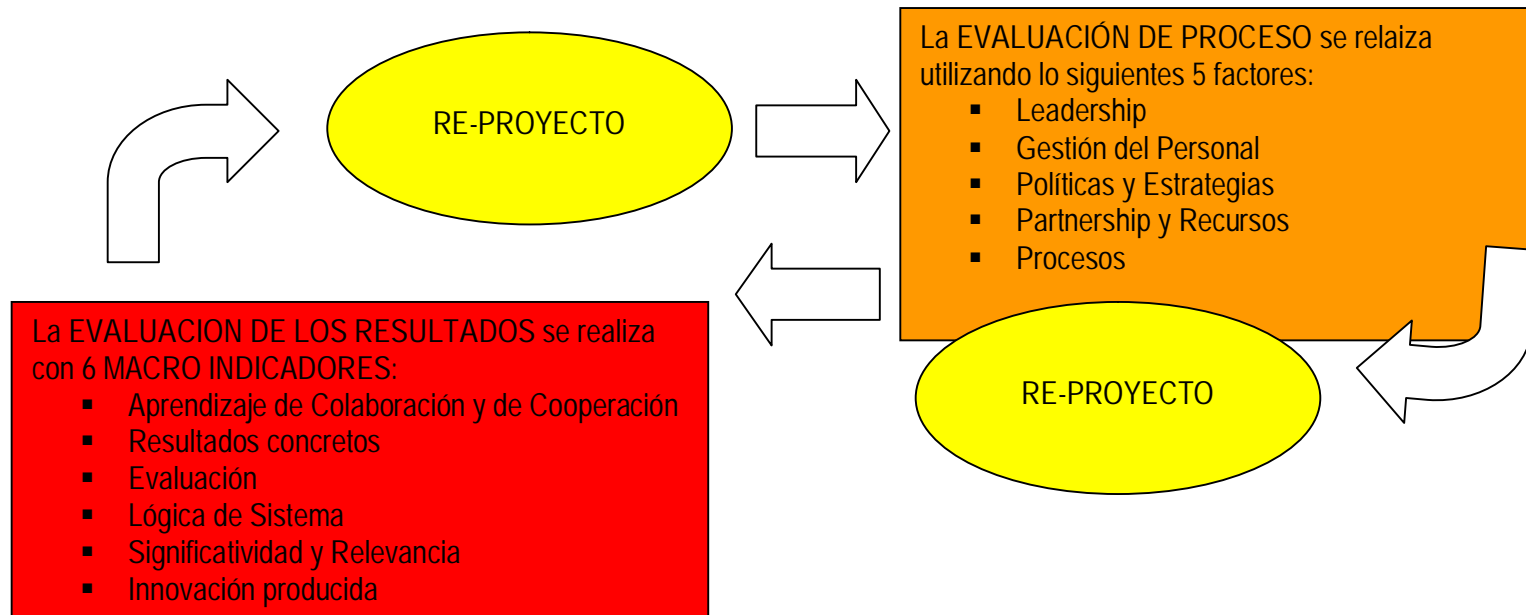 RE-PROYECTO
La EVALUACIÓN DE PROCESO se relaiza
utilizando lo siguientes 5 factores:
▪ Leadership
▪ Gestión del Personal
▪ Políticas y Estrategias
▪ Partnership y Recursos
▪ Procesos
RE-PROYECTO
La EVALUACION DE LOS RESULTADOS se realiza
con 6 MACRO INDICADORES:
▪ Aprendizaje de Colaboración y de Cooperación
▪ Resultados concretos
▪ Evaluación
▪ Lógica de Sistema
▪ Significatividad y Relevancia
▪ Innovación producida